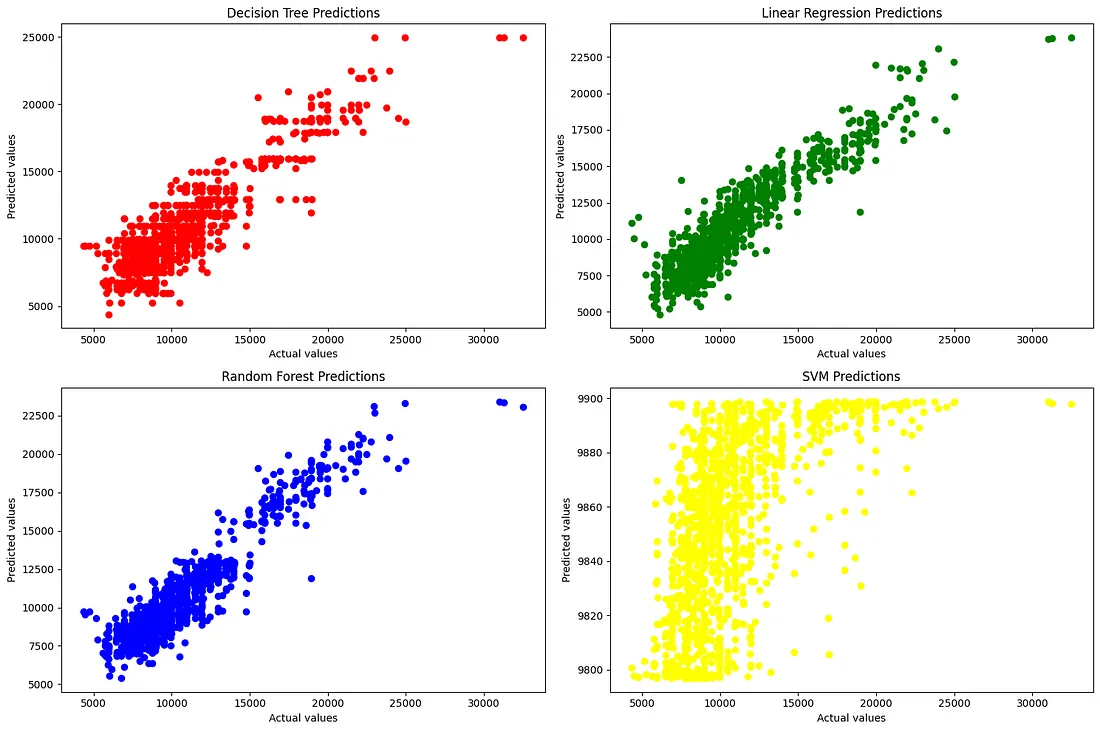 Decision Tree Predictions
25000
20000
15000
10000
5000
Predicted values
5000 10000 15000 20000 25000 30000
Actual values
Linear Regression Predictions
22500
20000
17500
15000
12500
10000
7500
5000
Predicted values
5000 10000 15000 20000 25000 30000
Actual values
Random Forest Predictions
22500
20000
17500
15000
12500
10000
7500
5000
Predicted values
5000 10000 15000 20000 25000 30000
Actual values
SVM Predictions
9900
9880
9860
9840
9820
9800
Predicted values
5000 10000 15000 20000 25000 30000
Actual values